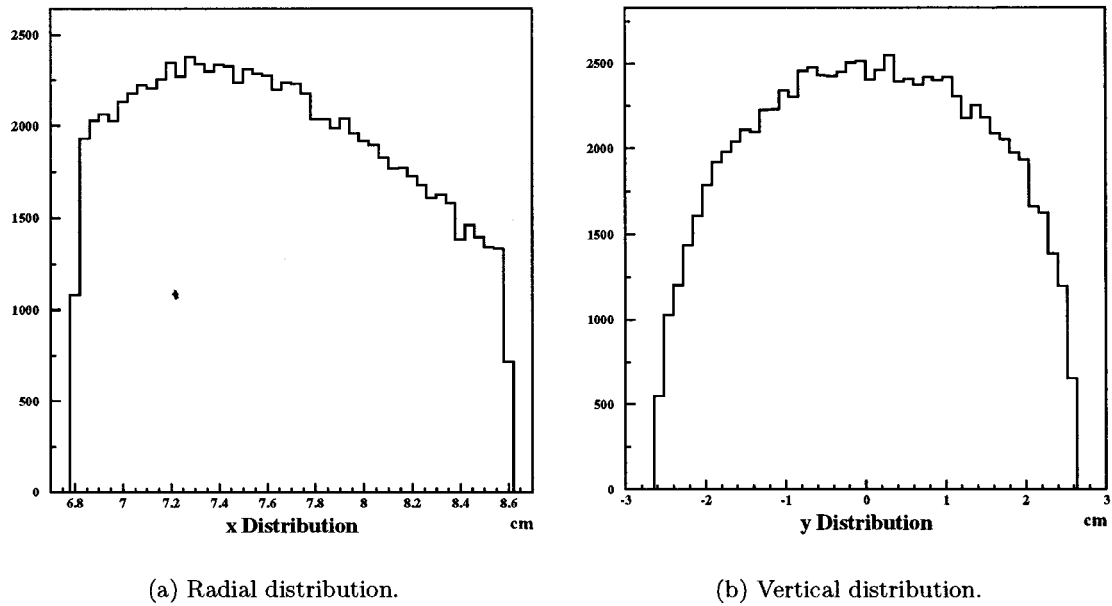 2500
2000
1500
1000
500
0
6.8 7 7.2 7.4 7.6 7.8 8 8.2 8.4 8.6
cm
x Distribution
(a) Radial distribution.
2500
2000
1500
1000
500
0
-3 -2 -1 0 1 2 3
cm
y Distribution
(b) Vertical distribution.